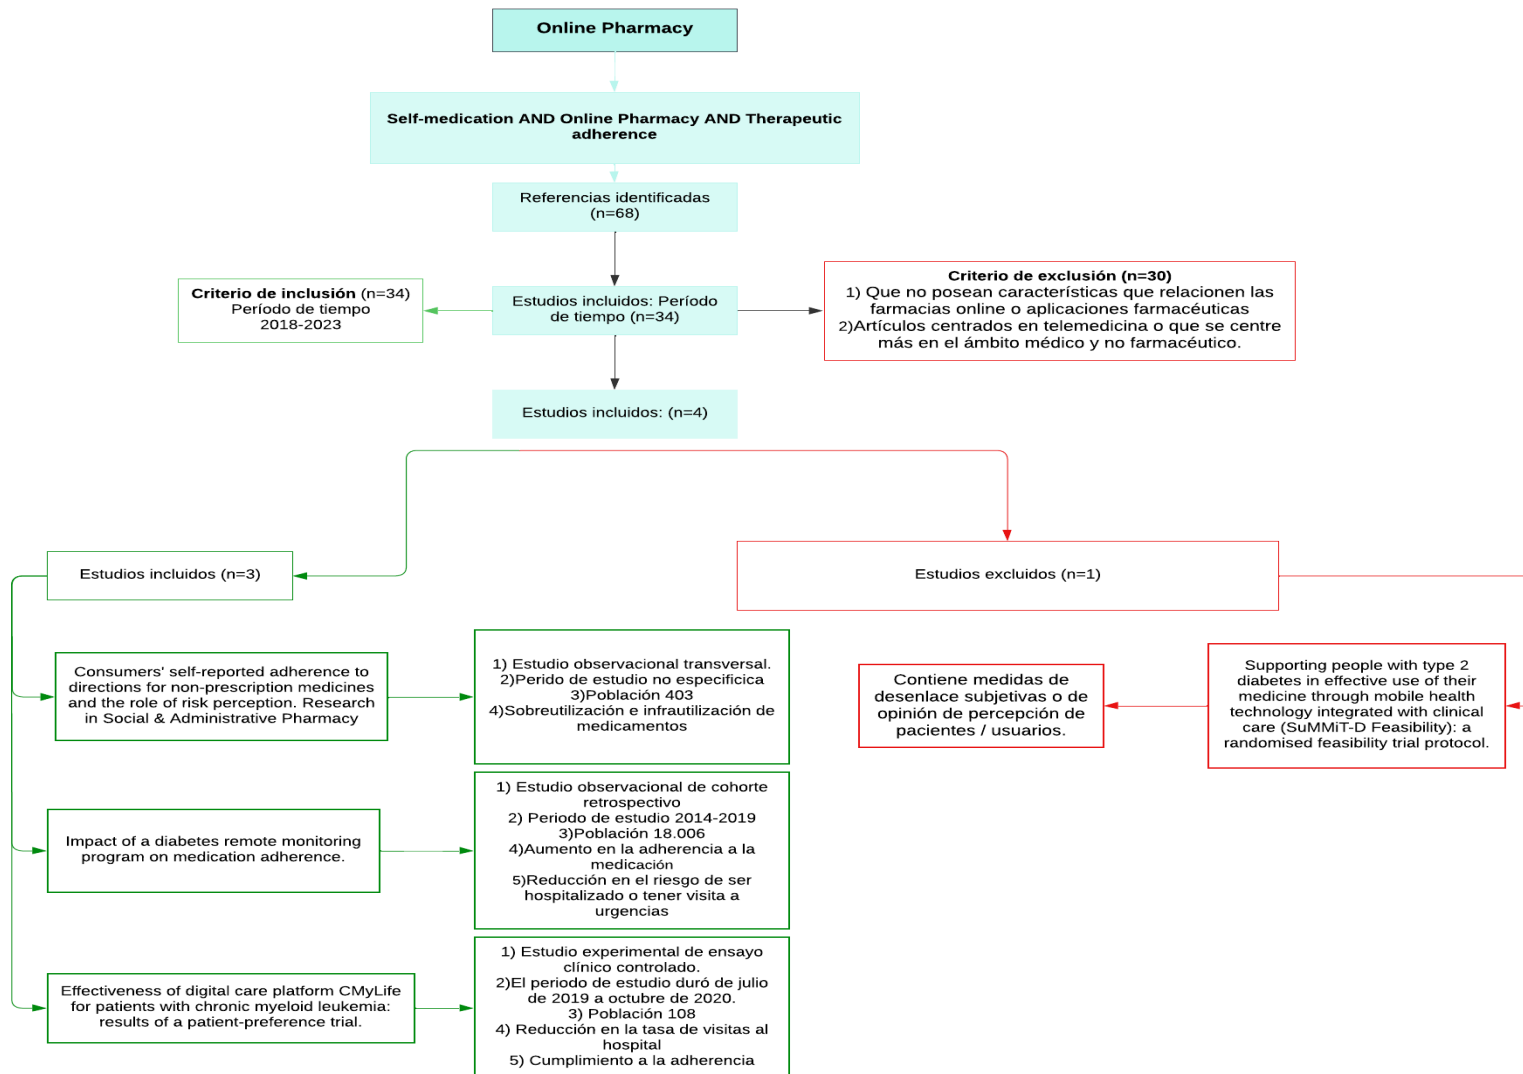 Online Pharmacy
Self-medication AND Online Pharmacy AND Therapeutic
adherence
Referencias identificadas
(n=68)
Criterio de inclusión (n=34)
Período de tiempo
2018-2023
Estudios incluidos: Período
de tiempo (n=34)
Criterio de exclusión (n=30)
1) Que no posean características que relacionen las
farmacias online o aplicaciones farmacéuticas
2)Artículos centrados en telemedicina o que se centre
más en el ámbito médico y no farmacéutico.
Estudios incluidos: (n=4)
Estudios incluidos (n=3)
Estudios excluidos (n=1)
Consumers' self-reported adherence to
directions for non-prescription medicines
and the role of risk perception. Research
in Social & Administrative Pharmacy
1) Estudio observacional transversal.
2)Perido de estudio no especificica
3)Población 403
4)Sobreutilización e infrautilización de
medicamentos
Contiene medidas de
desenlace subjetivas o de
opinión de percepción de
pacientes / usuarios.
Supporting people with type 2
diabetes in effective use of their
medicine through mobile health
technology integrated with clinical
care (SuMMiT-D Feasibility): a
randomised feasibility trial protocol.
Impact of a diabetes remote monitoring
program on medication adherence.
1) Estudio observacional de cohorte
retrospectivo
2) Periodo de estudio 2014-2019
3)Población 18.006
4)Aumento en la adherencia a la
medicación
5)Reducción en el riesgo de ser
hospitalizado o tener visita a
urgencias
Effectiveness of digital care platform CMyLife
for patients with chronic myeloid leukemia:
results of a patient-preference trial.
1) Estudio experimental de ensayo
clínico controlado.
2)El periodo de estudio duró de julio
de 2019 a octubre de 2020.
3) Población 108
4) Reducción en la tasa de visitas al
hospital
5) Cumplimiento a la adherencia